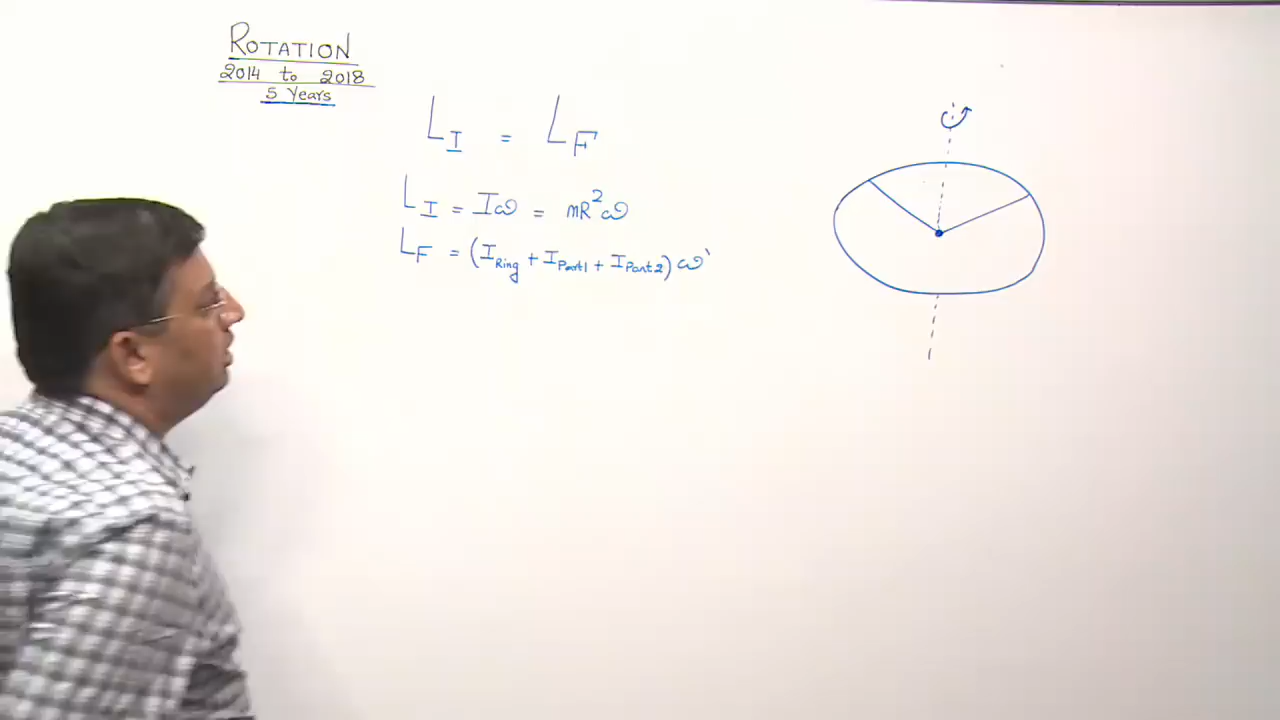 ROTATION
2014 to 2018
5 Years
L_I = L_F
L_I = Iω = mR²ω
L_F = (I_Ring + I_Part1 + I_Part2) ω'